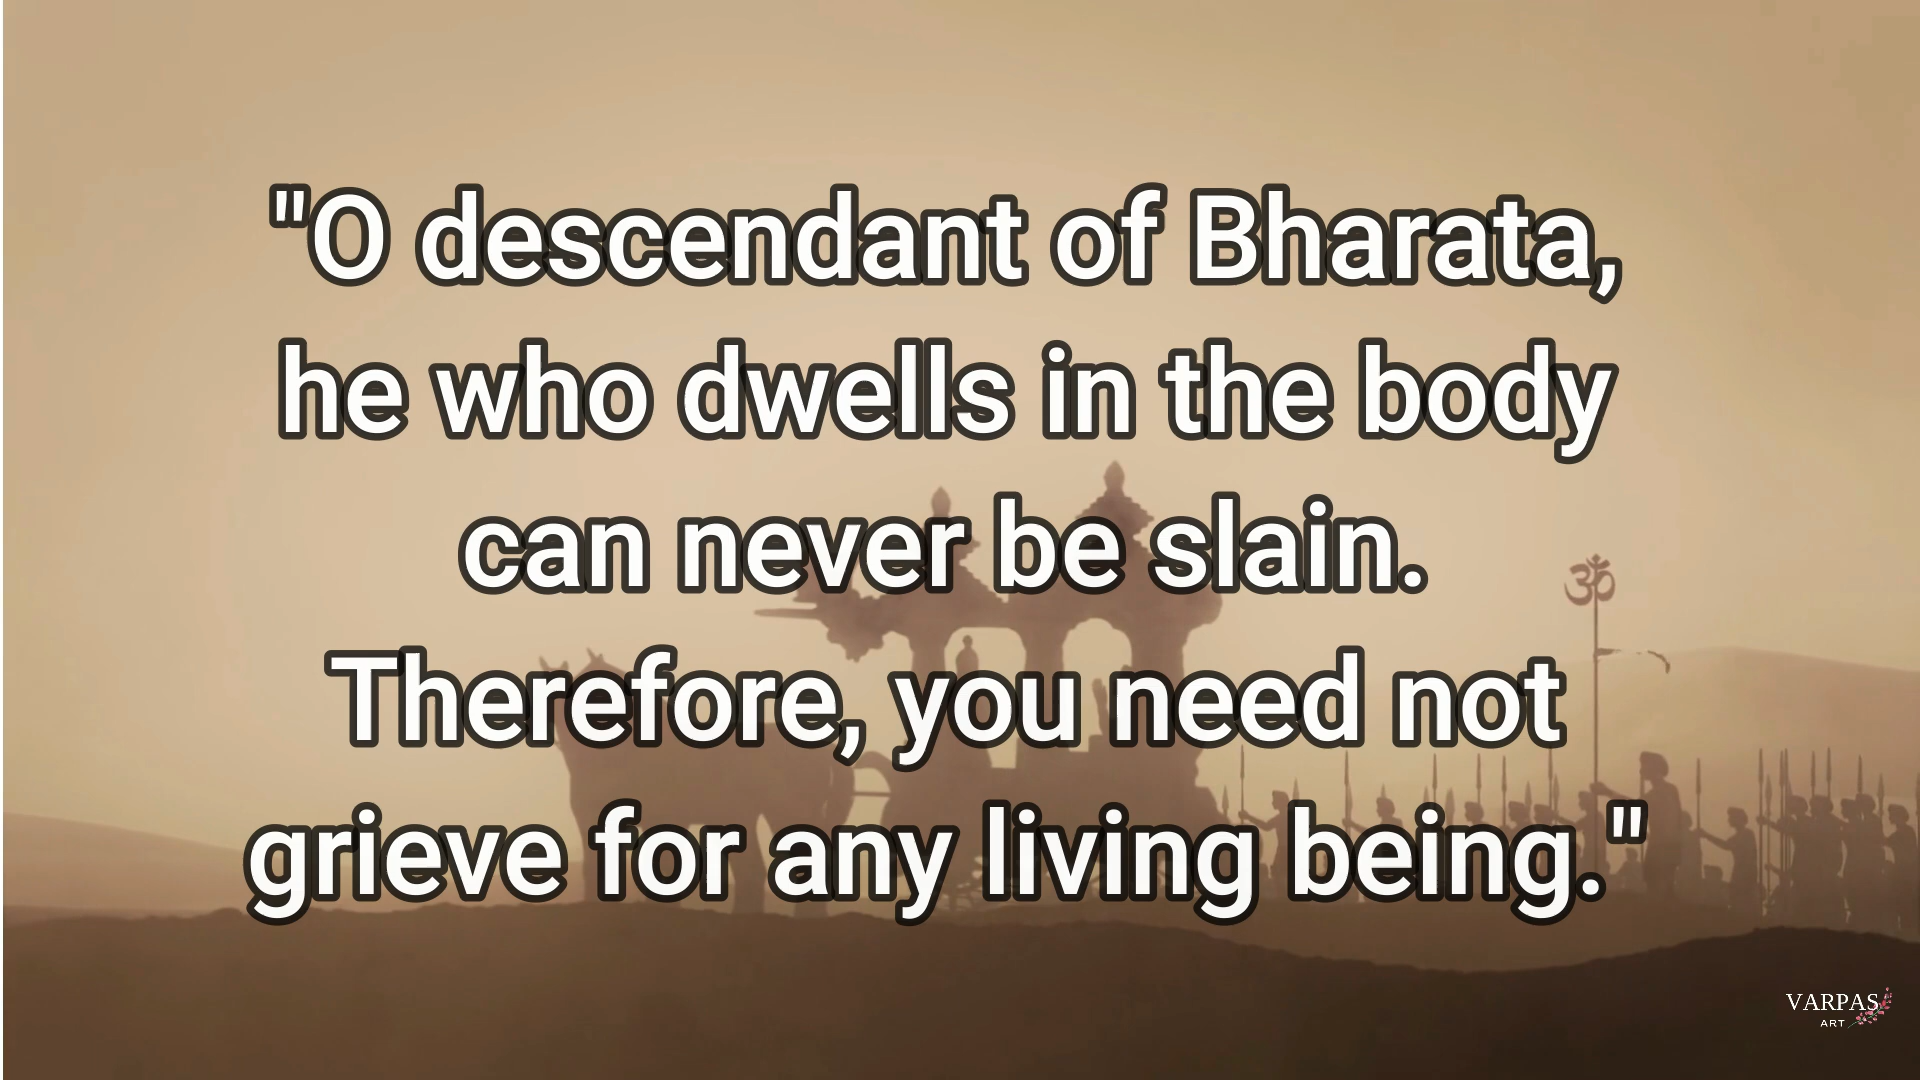 "O descendant of Bharata,
he who dwells in the body
can never be slain.
Therefore, you need not
grieve for any living being."
ॐ
VARPAS
ART